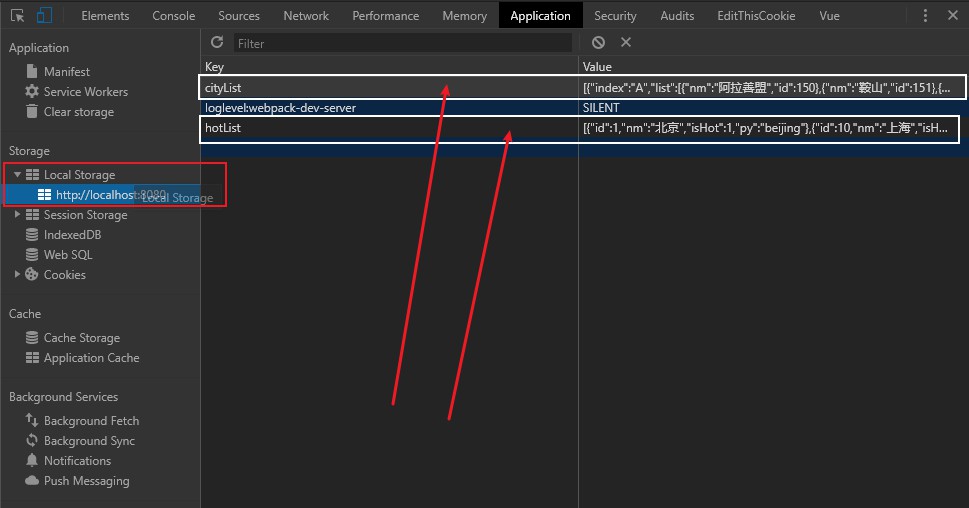 Elements Console Sources Network Performance Memory Application Security Audits EditThisCookie Vue
Application
Manifest
Service Workers
Clear storage
Storage
Local Storage
http://localhost:8080
Local Storage
Session Storage
IndexedDB
Web SQL
Cookies
Cache
Cache Storage
Application Cache
Background Services
Background Fetch
Background Sync
Notifications
Push Messaging
Filter
Key Value
cityList [{"index":"A","list":[{"nm":"阿拉善盟","id":150},{"nm":"鞍山","id":151},{...
loglevel:webpack-dev-server SILENT
hotList [{"id":1,"nm":"北京","isHot":1,"py":"beijing"},{"id":10,"nm":"上海","isH...